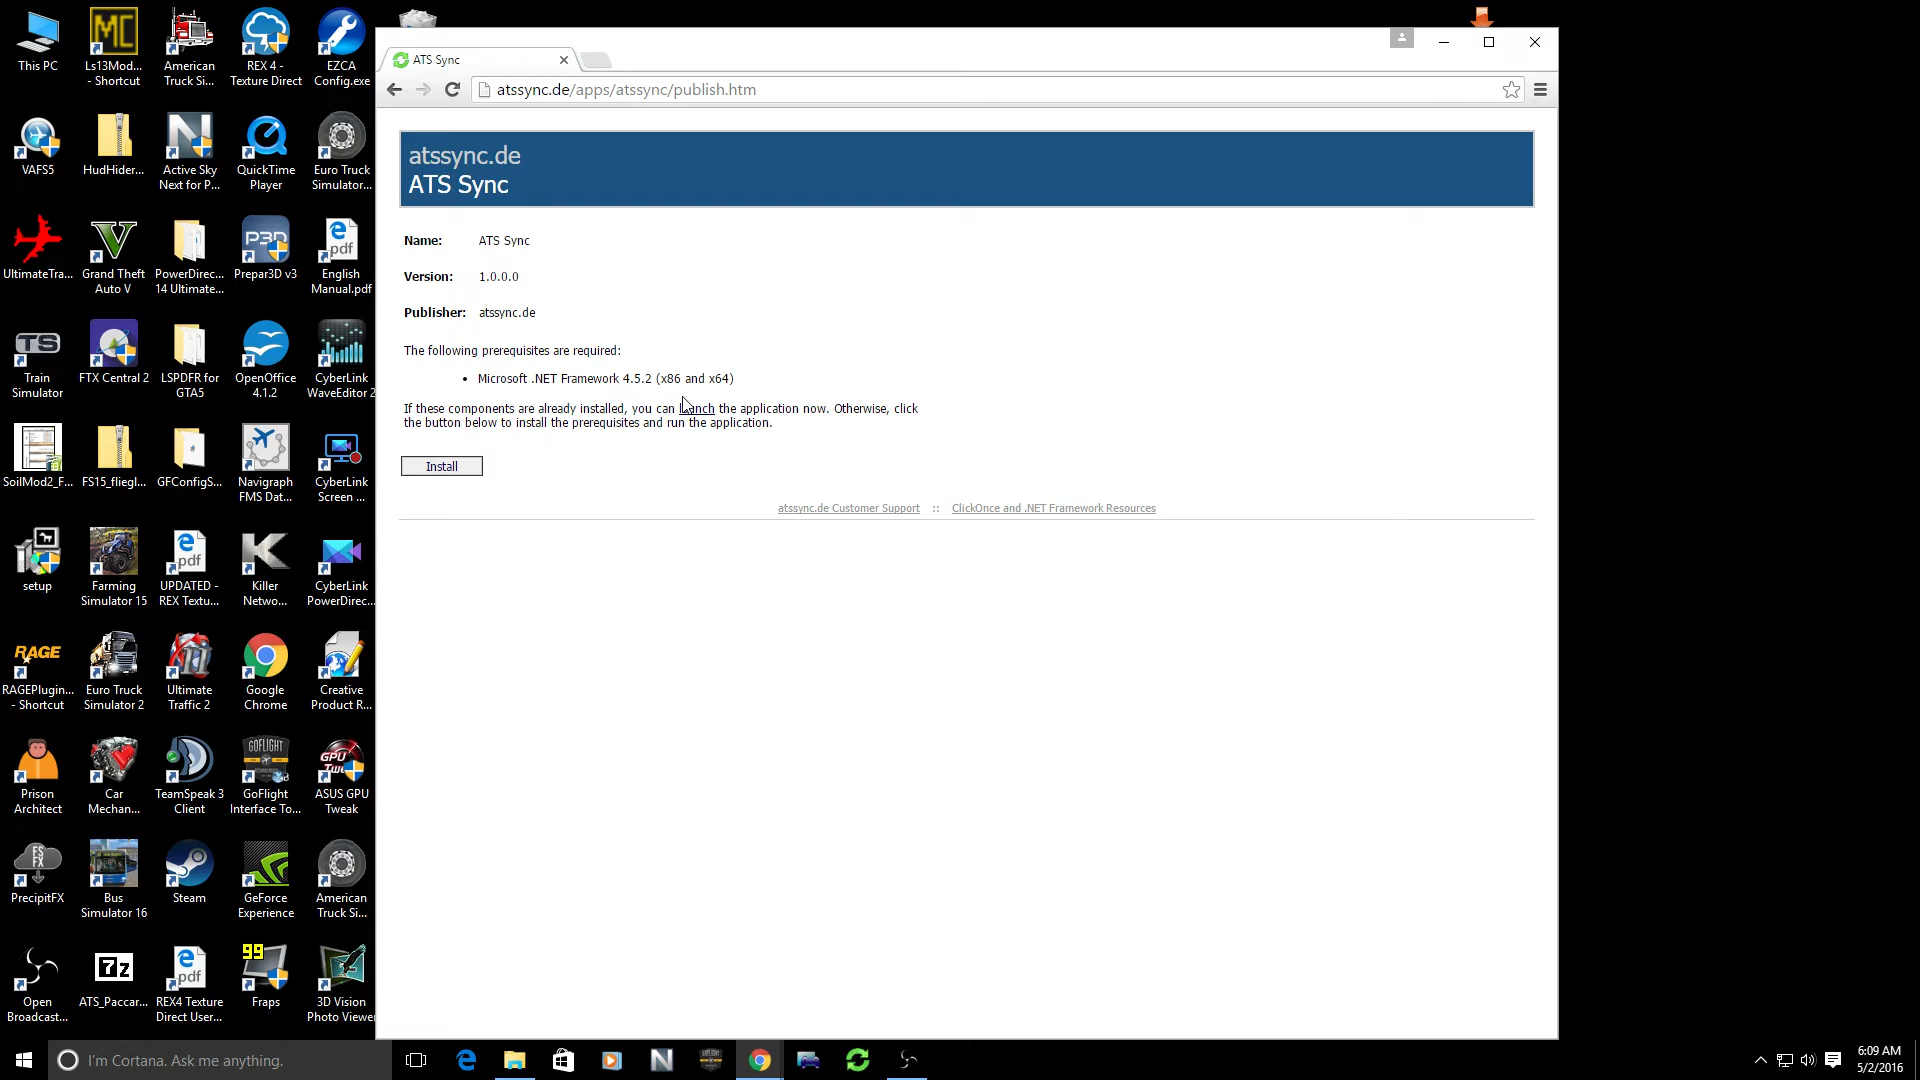 This PC
Ls13Mod...
- Shortcut
American
Truck Si...
REX 4 -
Texture Direct
EZCA
Config.exe
VAFS5
HudHider...
Active Sky
Next for P...
QuickTime
Player
Euro Truck
Simulator...
UltimateTra...
Grand Theft
Auto V
PowerDirec...
14 Ultimate...
Prepar3D v3
English
Manual.pdf
Train
Simulator
FTX Central 2
LSPDFR for
GTA5
OpenOffice
4.1.2
CyberLink
WaveEditor 2
SoilMod2_F...
FS15_fliegl...
GFConfigS...
Navigraph
FMS Dat...
CyberLink
Screen ...
setup
Farming
Simulator 15
UPDATED -
REX Textu...
Killer
Netwo...
CyberLink
PowerDirec...
RAGEPlugin...
- Shortcut
Euro Truck
Simulator 2
Ultimate
Traffic 2
Google
Chrome
Creative
Product R...
Prison
Architect
Car
Mechan...
TeamSpeak 3
Client
GoFlight
Interface To...
ASUS GPU
Tweak
PrecipitFX
Bus
Simulator 16
Steam
GeForce
Experience
American
Truck Si...
Open
Broadcast...
ATS_Paccar...
REX4 Texture
Direct User...
Fraps
3D Vision
Photo Viewer
ATS Sync
atssync.de/apps/atssync/publish.htm
atssync.de
ATS Sync
Name: ATS Sync
Version: 1.0.0.0
Publisher: atssync.de
The following prerequisites are required:
• Microsoft .NET Framework 4.5.2 (x86 and x64)
If these components are already installed, you can launch the application now. Otherwise, click
the button below to install the prerequisites and run the application.
Install
atssync.de Customer Support :: ClickOnce and .NET Framework Resources
I'm Cortana. Ask me anything.
6:09 AM
5/2/2016